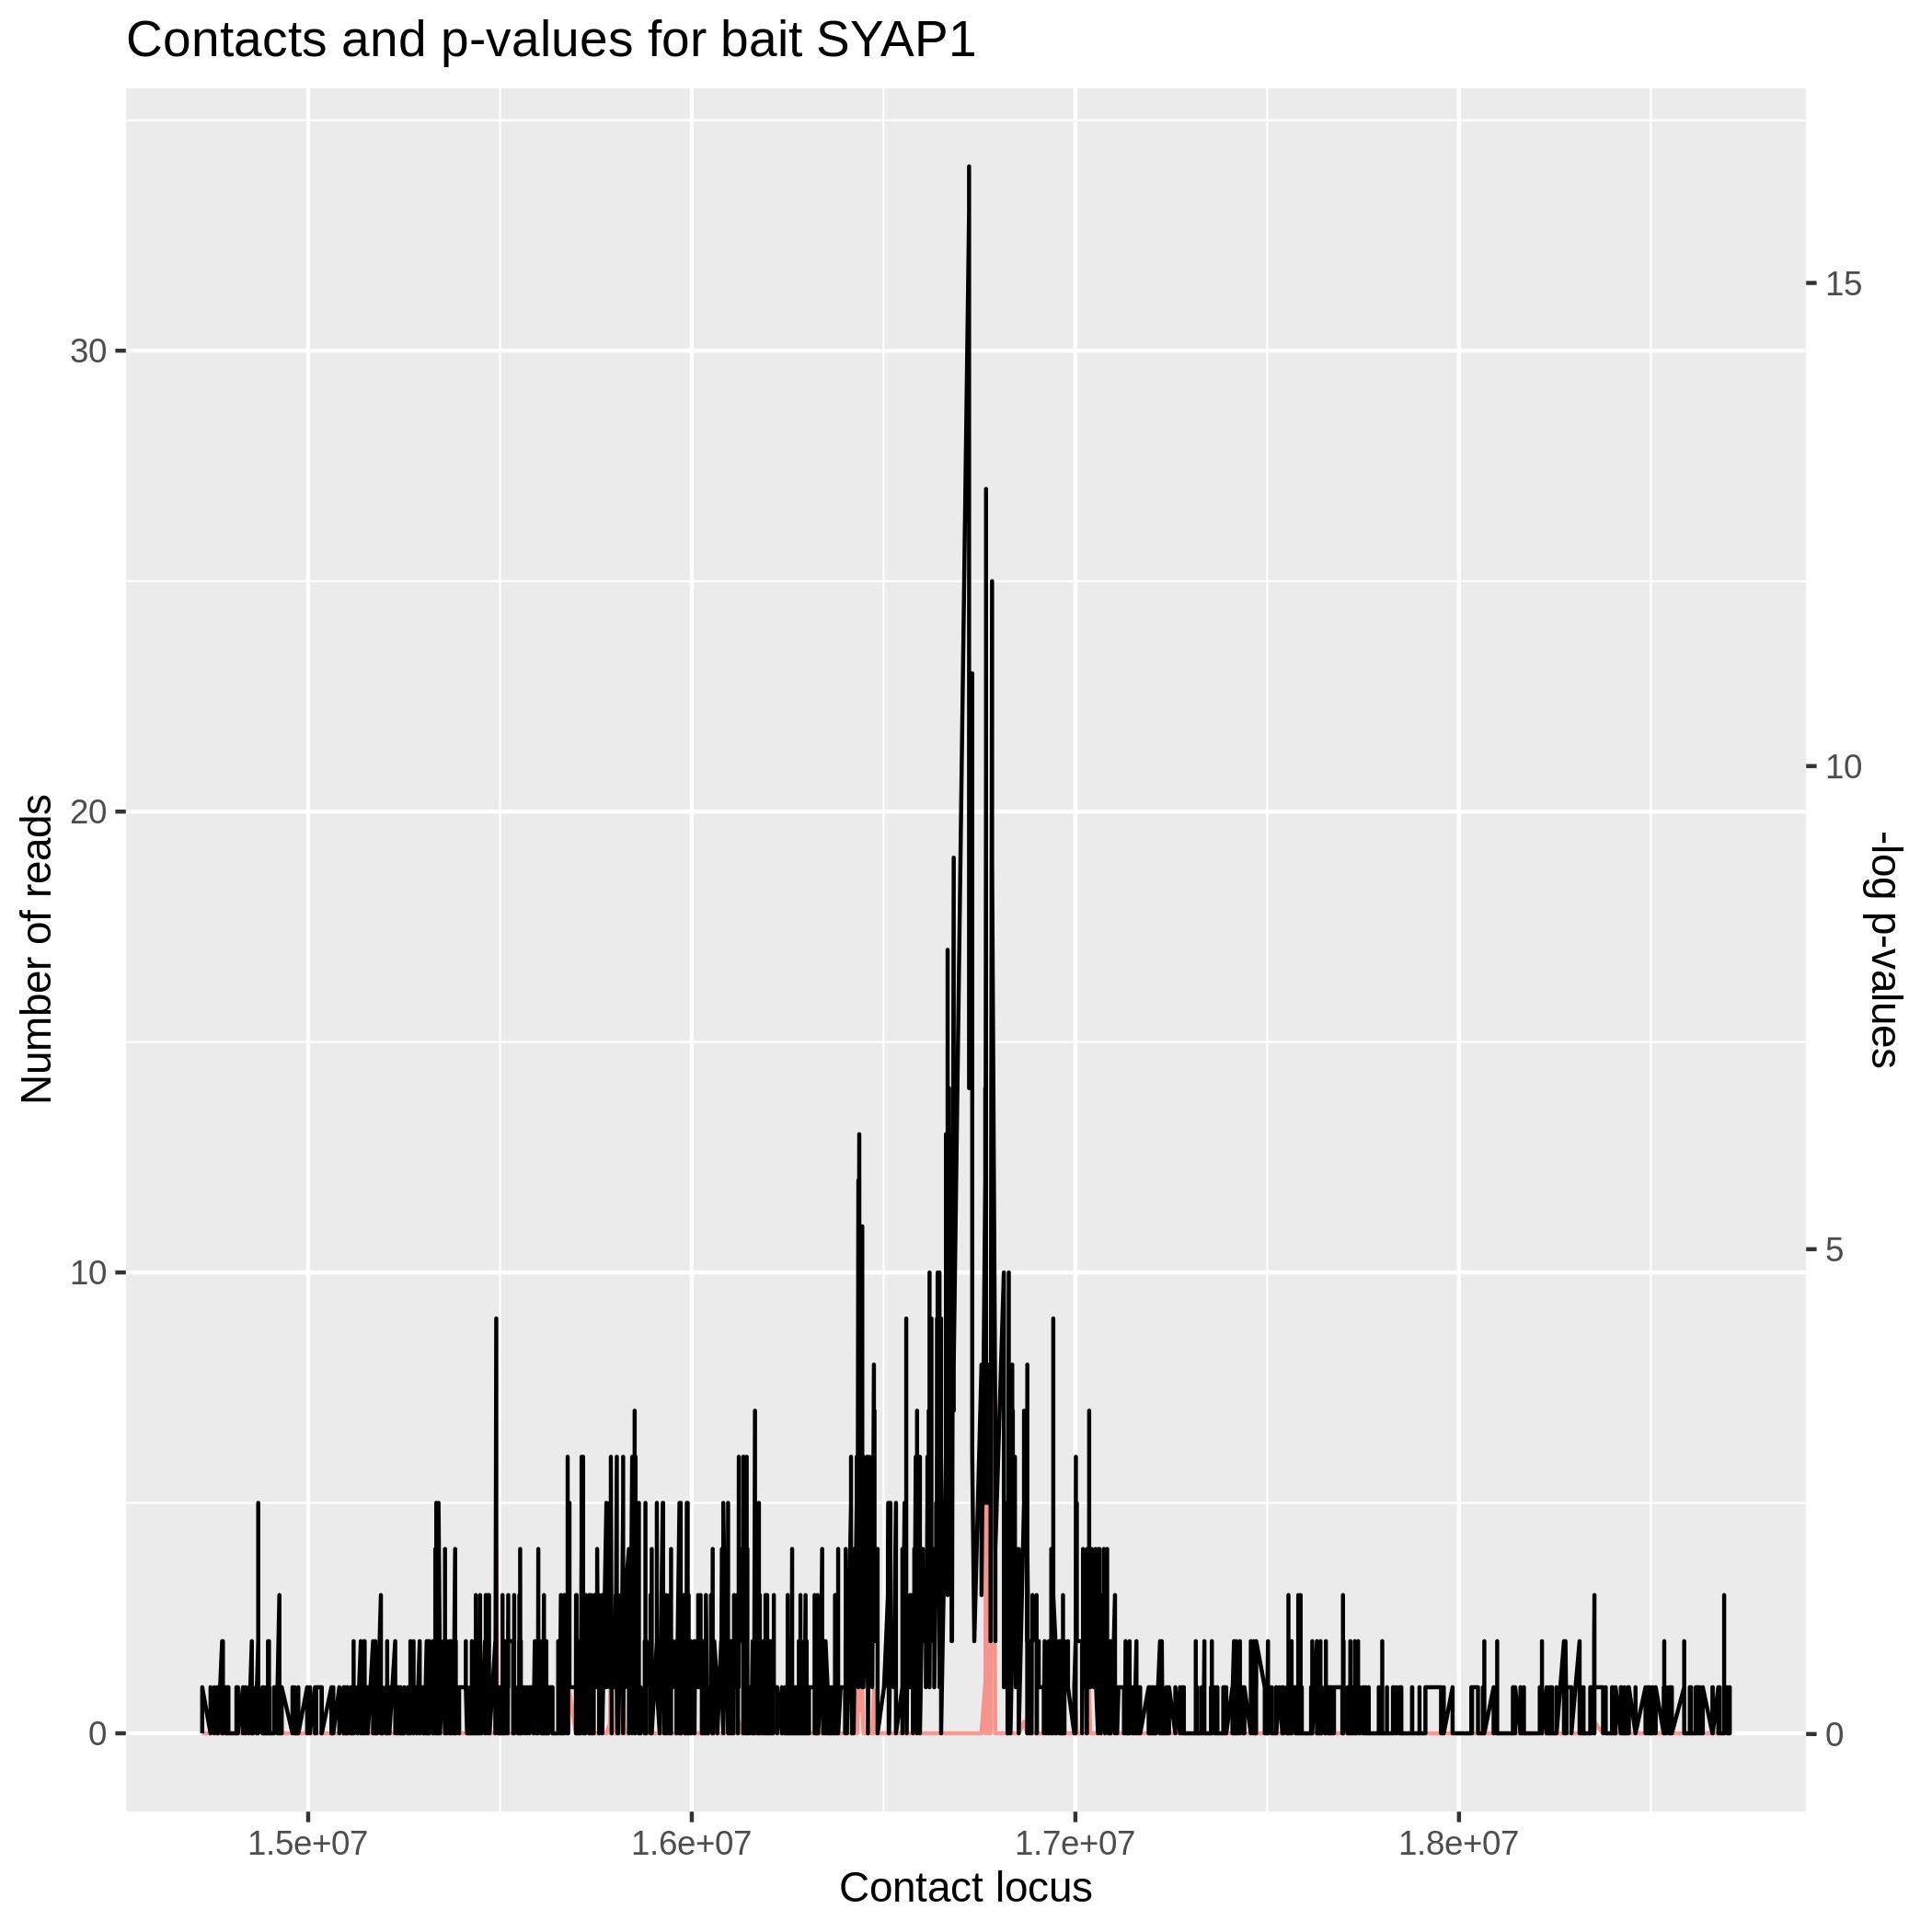 Contacts and p-values for bait SYAP1
30
20
10
0
Number of reads
15
10
5
0
-log p-values
1.5e+07
1.6e+07
1.7e+07
1.8e+07
Contact locus